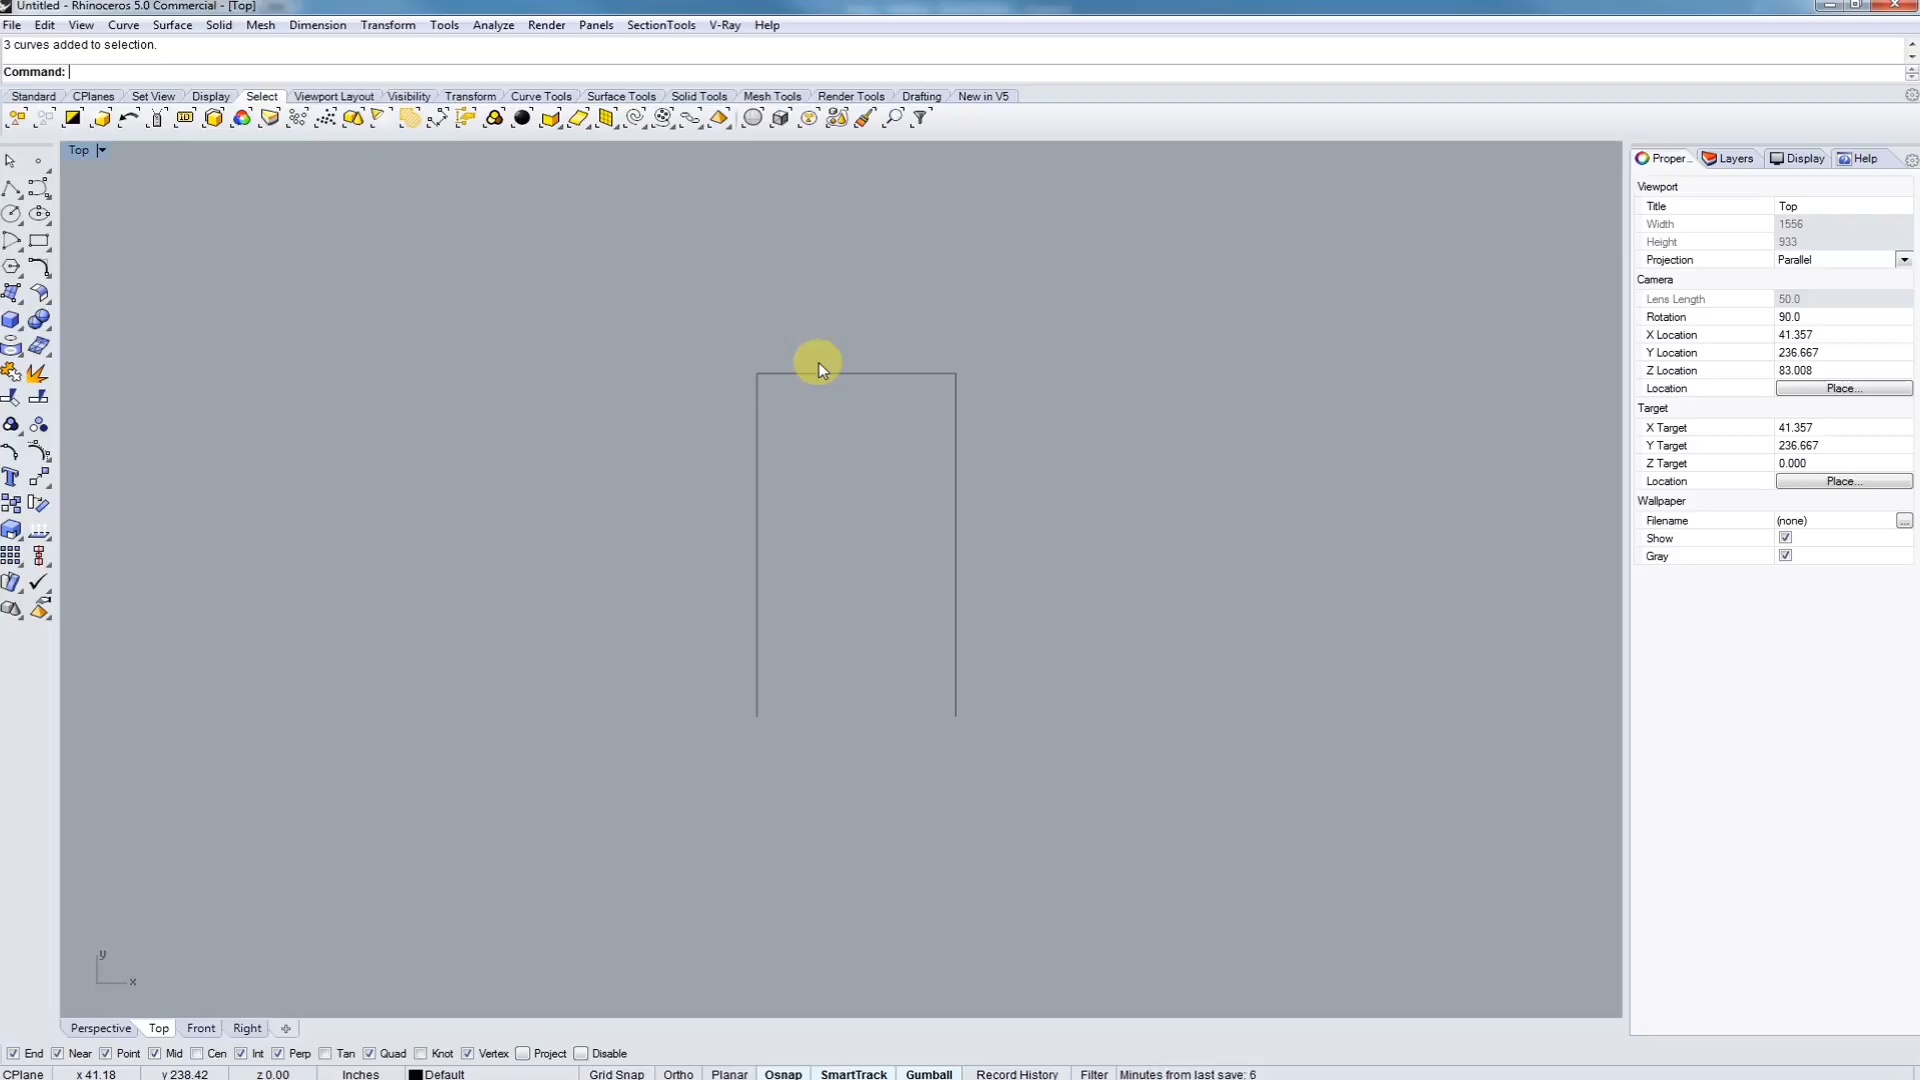 Untitled - Rhinoceros 5.0 Commercial - [Top]
File Edit View Curve Surface Solid Mesh Dimension Transform Tools Analyze Render Panels SectionTools V-Ray Help
3 curves added to selection.
Command:
Standard CPlanes Set View Display Select Viewport Layout Visibility Transform Curve Tools Surface Tools Solid Tools Mesh Tools Render Tools Drafting New in V5
Top
Proper... Layers Display Help
Viewport
Title Top
Width 1556
Height 933
Projection Parallel
Camera
Lens Length 50.0
Rotation 90.0
X Location 41.357
Y Location 236.667
Z Location 83.008
Location Place...
Target
X Target 41.357
Y Target 236.667
Z Target 0.000
Location Place...
Wallpaper
Filename (none) ...
Show
Gray
y
x
Perspective Top Front Right
End Near Point Mid Cen Int Perp Tan Quad Knot Vertex Project Disable
CPlane x 41.18 y 238.42 z 0.00 Inches Default Grid Snap Ortho Planar Osnap SmartTrack Gumball Record History Filter Minutes from last save: 6